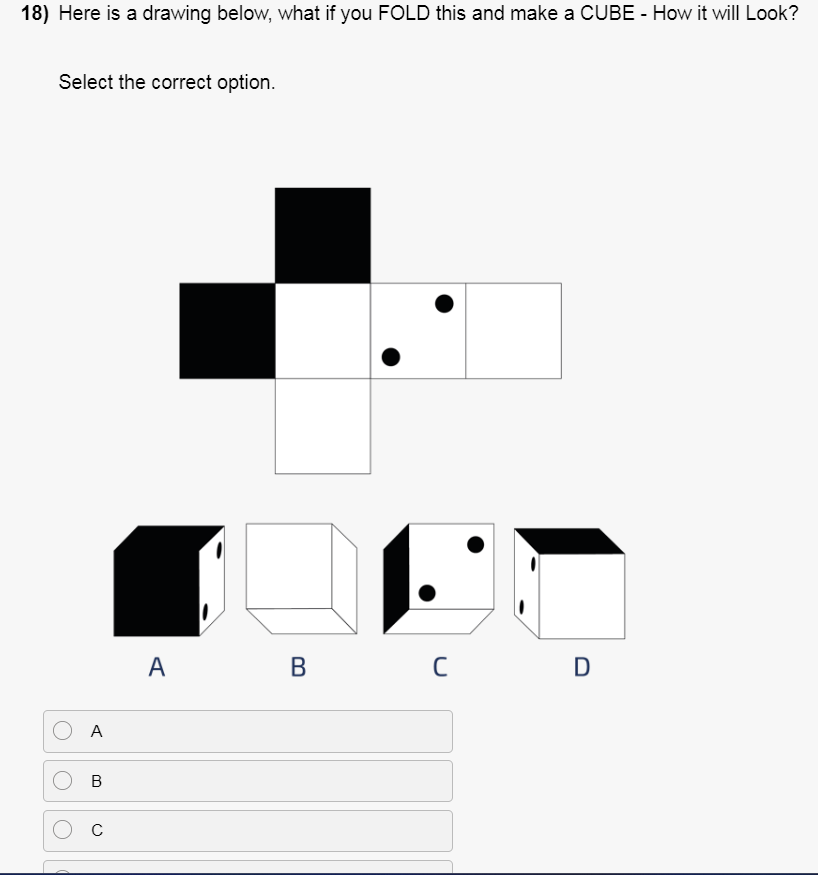 18) Here is a drawing below, what if you FOLD this and make a CUBE - How it will Look?
Select the correct option.
A B C D
A
B
C